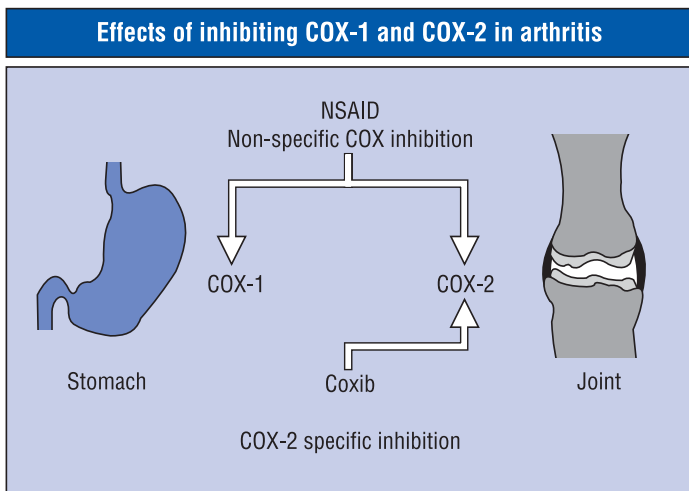 Effects of inhibiting COX-1 and COX-2 in arthritis
NSAID
Non-specific COX inhibition
COX-1
COX-2
Stomach
Coxib
Joint
COX-2 specific inhibition